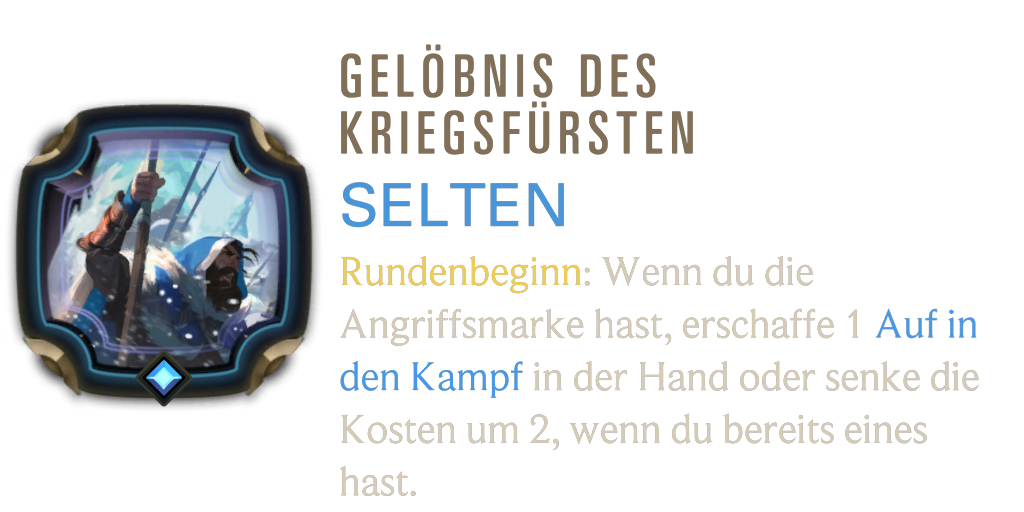 GELÖBNIS DES
KRIEGSFÜRSTEN
SELTEN
Rundenbeginn: Wenn du die
Angriffsmarke hast, erschaffe 1 Auf in
den Kampf in der Hand oder senke die
Kosten um 2, wenn du bereits eines
hast.